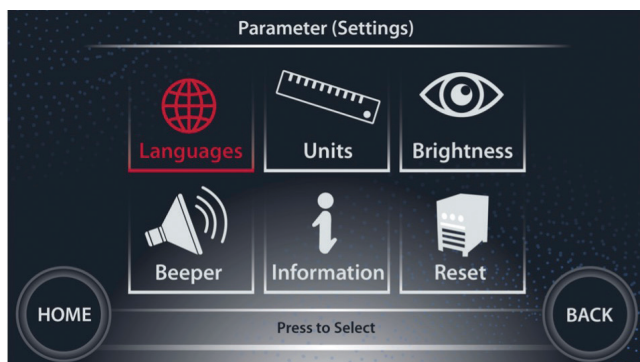 Parameter (Settings)
Languages Units Brightness
Beeper Information Reset
HOME BACK
Press to Select